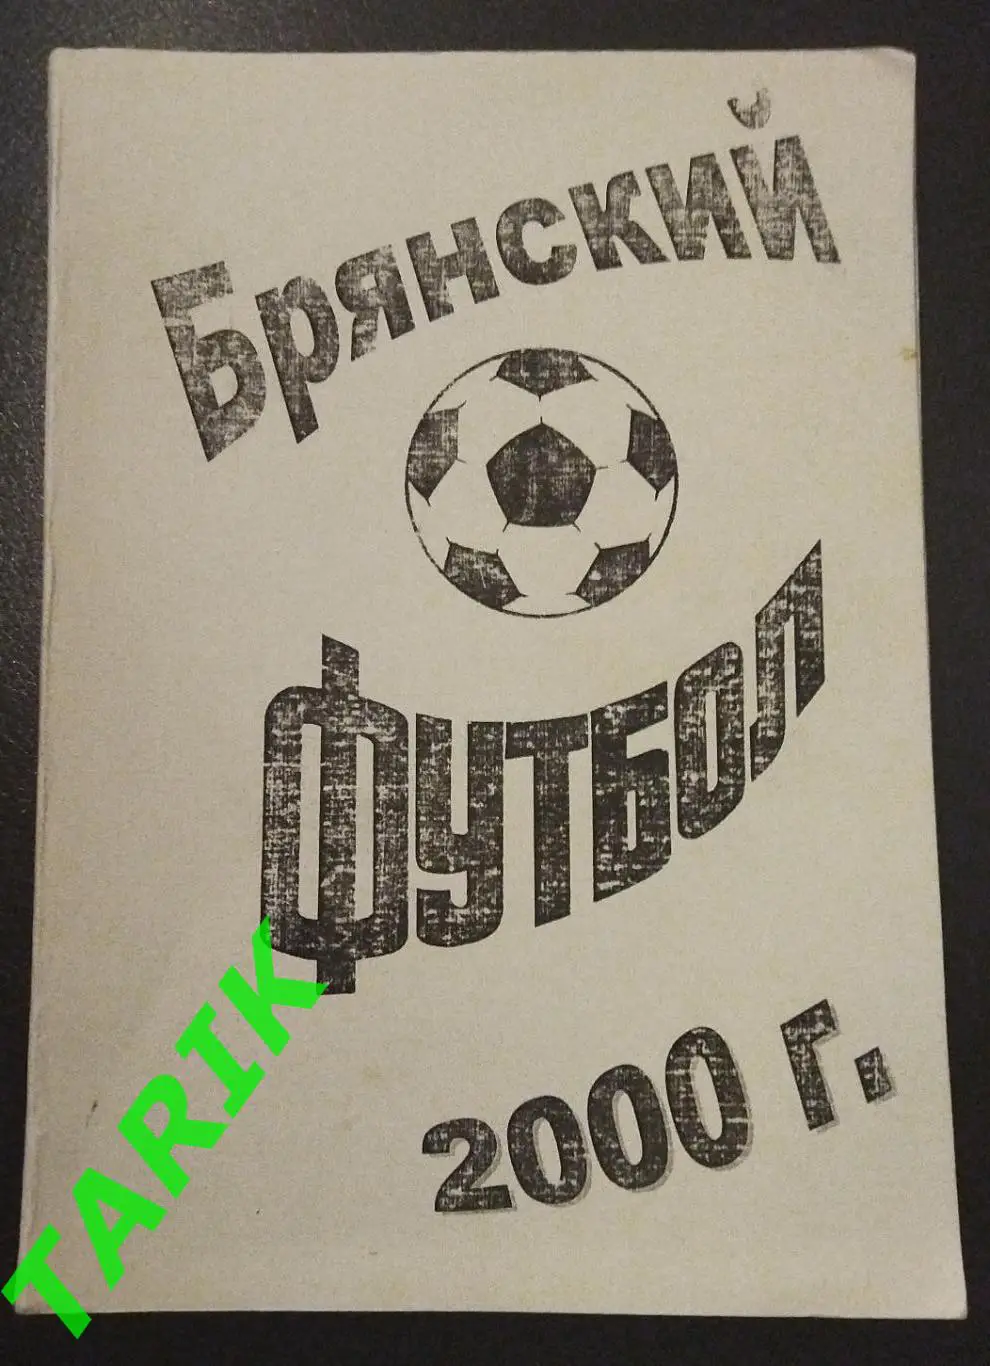 Брянский
Футбол
2000 г.
TARIK